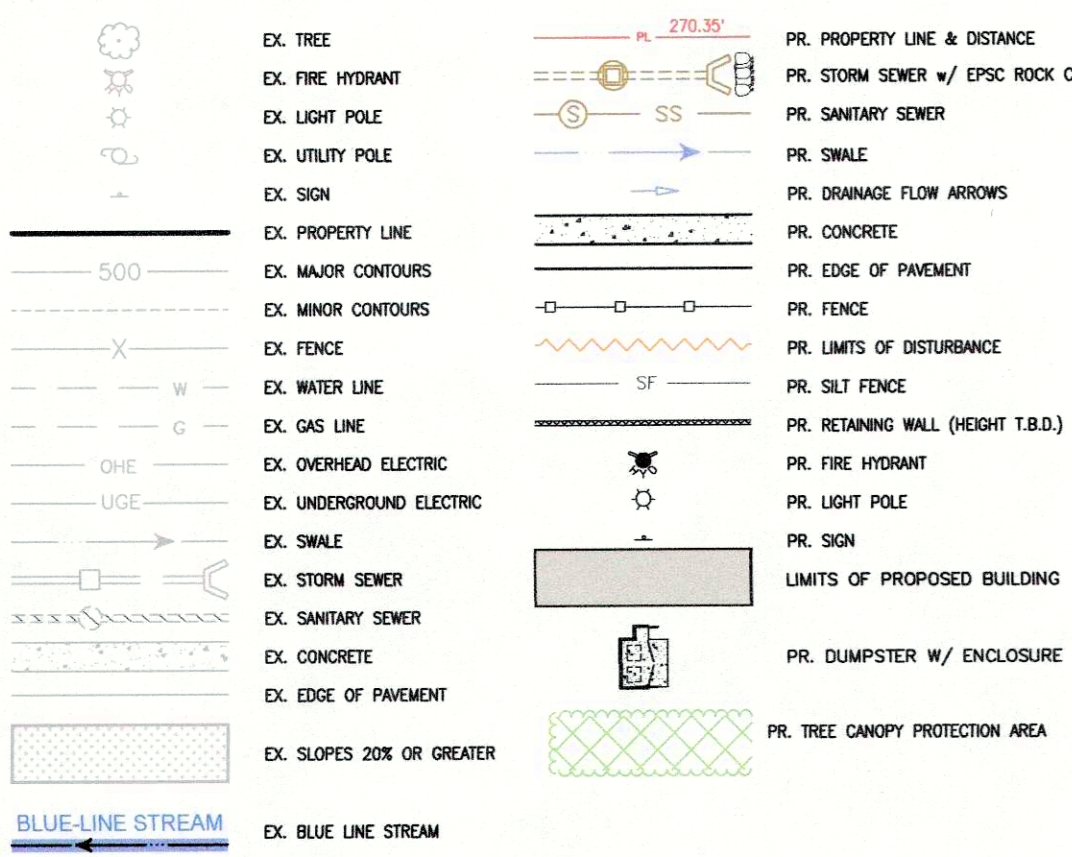 EX. TREE
EX. FIRE HYDRANT
EX. LIGHT POLE
EX. UTILITY POLE
EX. SIGN
EX. PROPERTY LINE
500 EX. MAJOR CONTOURS
EX. MINOR CONTOURS
X EX. FENCE
W EX. WATER LINE
G EX. GAS LINE
OHE EX. OVERHEAD ELECTRIC
UGE EX. UNDERGROUND ELECTRIC
EX. SWALE
EX. STORM SEWER
EX. SANITARY SEWER
EX. CONCRETE
EX. EDGE OF PAVEMENT
EX. SLOPES 20% OR GREATER
BLUE-LINE STREAM EX. BLUE LINE STREAM
PL 270.35' PR. PROPERTY LINE & DISTANCE
PR. STORM SEWER w/ EPSC ROCK
S SS PR. SANITARY SEWER
PR. SWALE
PR. DRAINAGE FLOW ARROWS
PR. CONCRETE
PR. EDGE OF PAVEMENT
PR. FENCE
PR. LIMITS OF DISTURBANCE
SF PR. SILT FENCE
PR. RETAINING WALL (HEIGHT T.B.D.)
PR. FIRE HYDRANT
PR. LIGHT POLE
PR. SIGN
LIMITS OF PROPOSED BUILDING
PR. DUMPSTER W/ ENCLOSURE
PR. TREE CANOPY PROTECTION AREA